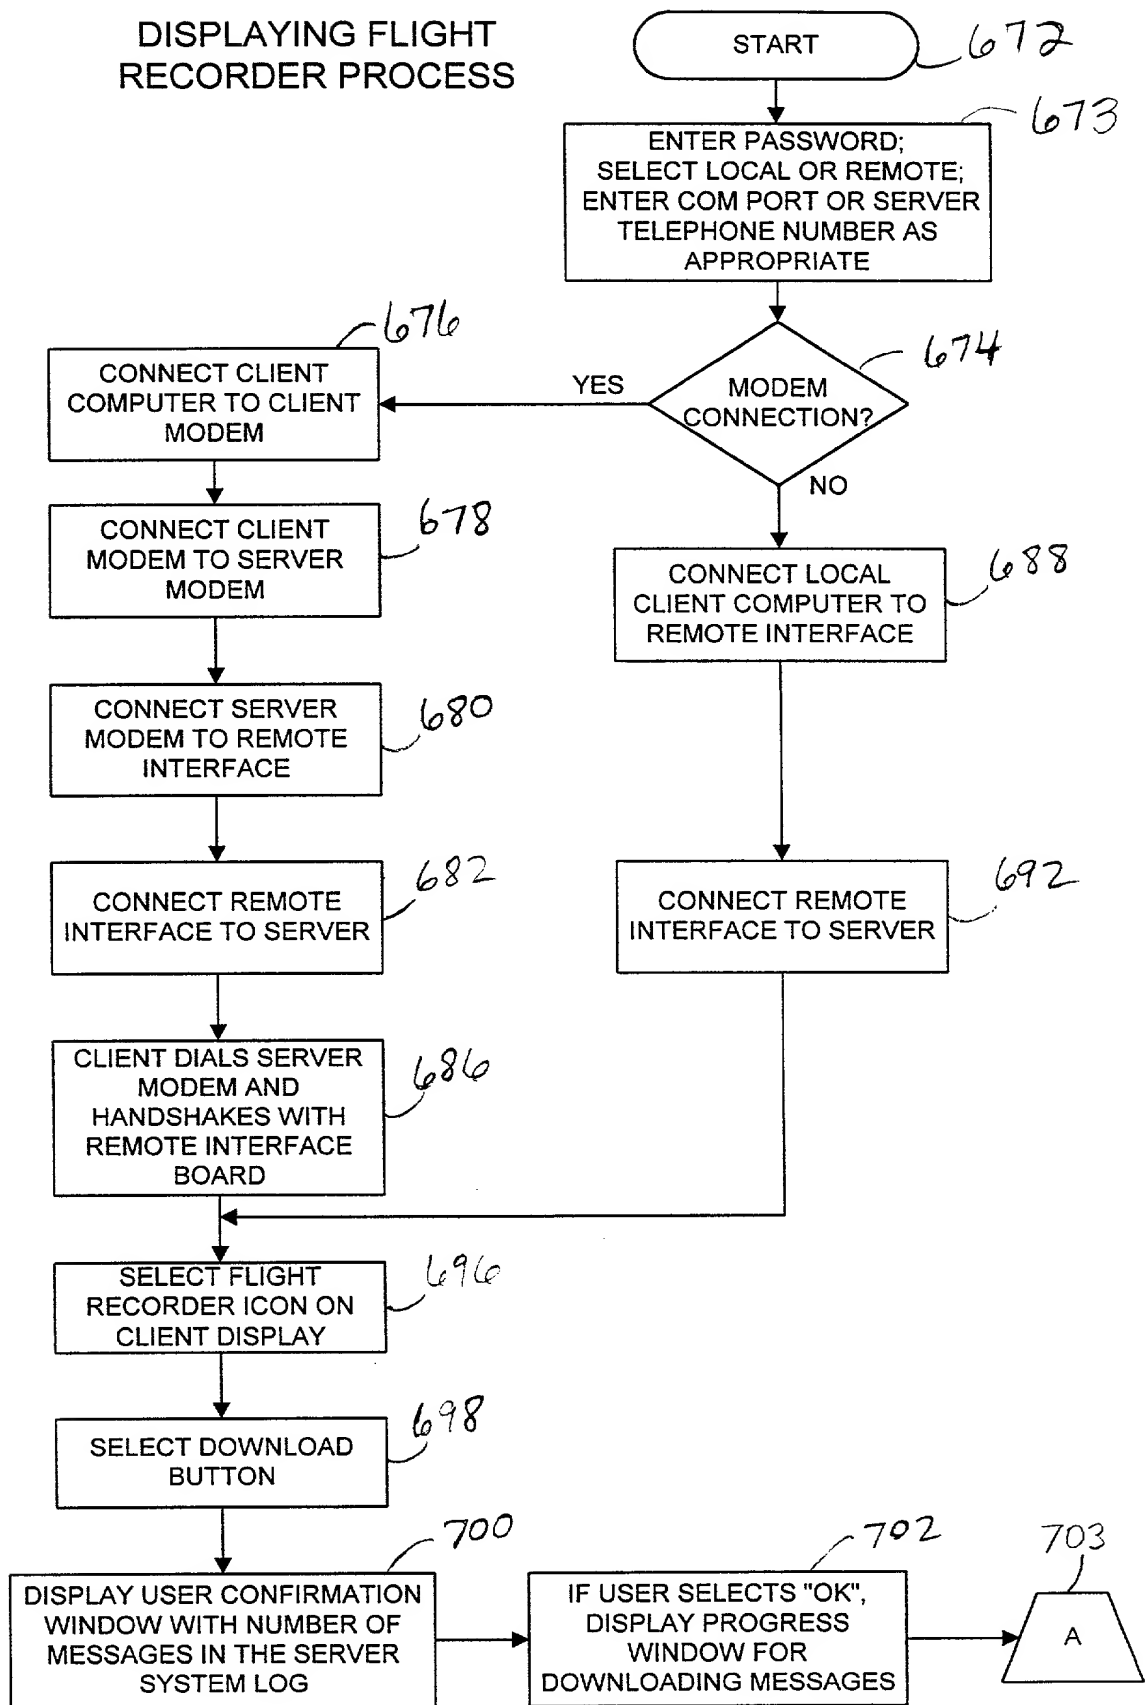 DISPLAYING FLIGHT
RECORDER PROCESS
START
672
673
ENTER PASSWORD;
SELECT LOCAL OR REMOTE;
ENTER COM PORT OR SERVER
TELEPHONE NUMBER AS
APPROPRIATE
674
MODEM
CONNECTION?
YES
NO
676
CONNECT CLIENT
COMPUTER TO CLIENT
MODEM
678
CONNECT CLIENT
MODEM TO SERVER
MODEM
688
CONNECT LOCAL
CLIENT COMPUTER TO
REMOTE INTERFACE
680
CONNECT SERVER
MODEM TO REMOTE
INTERFACE
682
CONNECT REMOTE
INTERFACE TO SERVER
692
CONNECT REMOTE
INTERFACE TO SERVER
686
CLIENT DIALS SERVER
MODEM AND
HANDSHAKES WITH
REMOTE INTERFACE
BOARD
696
SELECT FLIGHT
RECORDER ICON ON
CLIENT DISPLAY
698
SELECT DOWNLOAD
BUTTON
700
DISPLAY USER CONFIRMATION
WINDOW WITH NUMBER OF
MESSAGES IN THE SERVER
SYSTEM LOG
702
IF USER SELECTS "OK",
DISPLAY PROGRESS
WINDOW FOR
DOWNLOADING MESSAGES
703
A